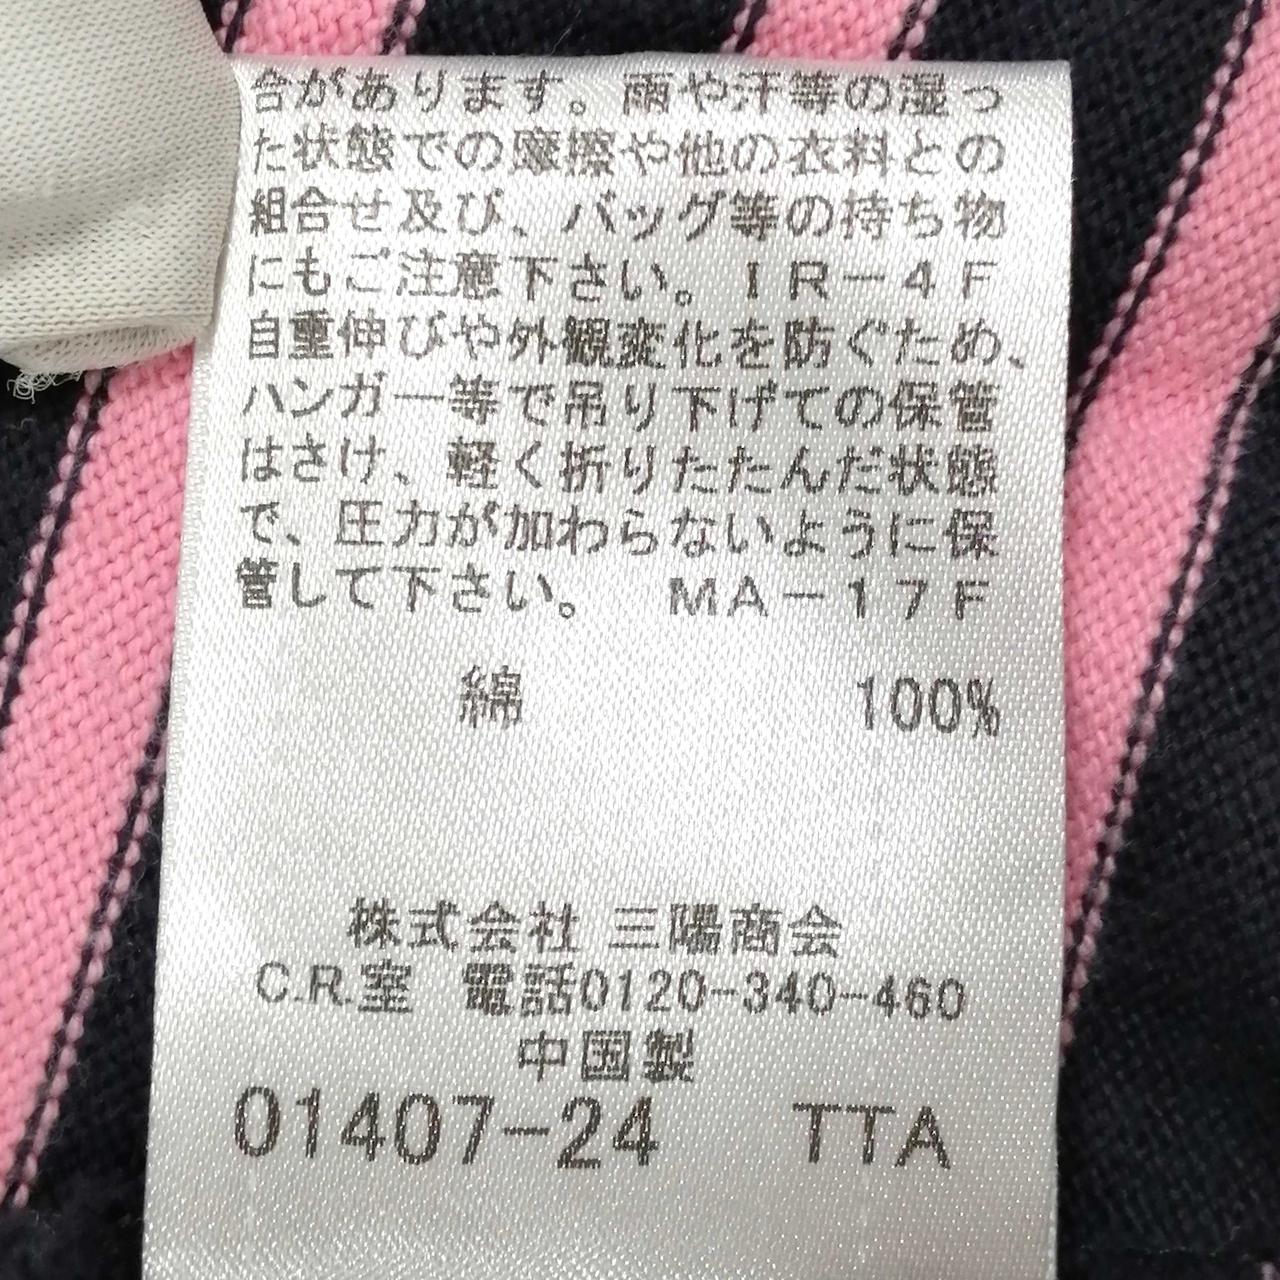 合があります。雨や汗等の湿っ
た状態での摩擦や他の衣料との
組合せ及び、バッグ等の持ち物
にもご注意下さい。ＩＲ－４Ｆ
自重伸びや外観変化を防ぐため、
ハンガー等で吊り下げての保管
はさけ、軽く折りたたんだ状態
で、圧力が加わらないように保
管して下さい。　ＭＡ－１７Ｆ
綿 100%
株式会社 三陽商会
C.R.室 電話0120-340-460
中国製
01407-24 TTA